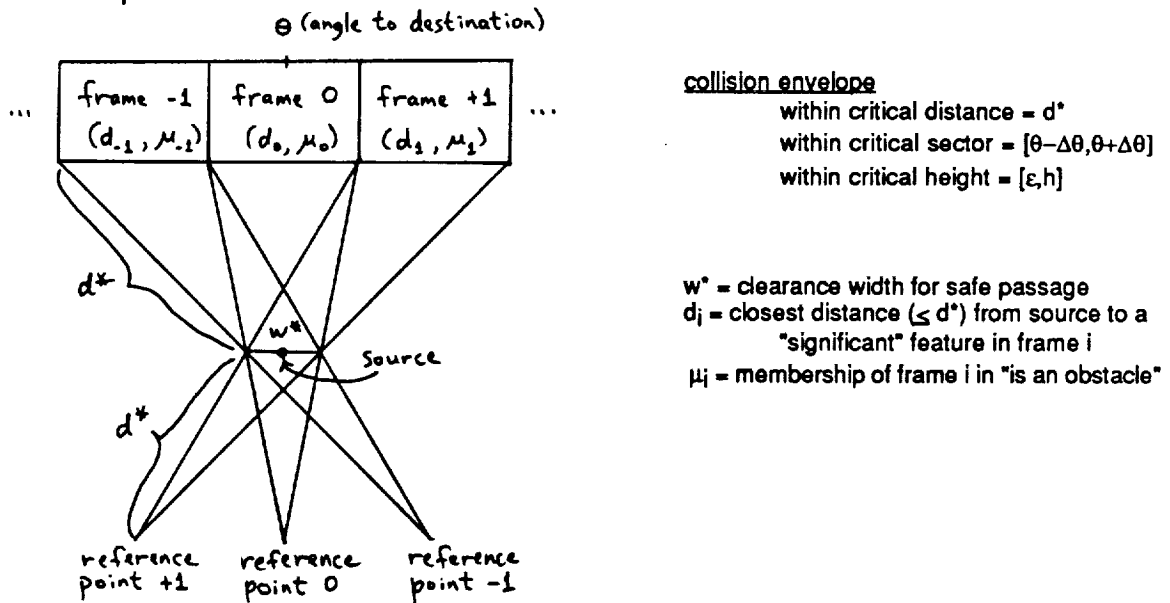 θ (angle to destination)
... frame -1 frame 0 frame +1 ...
(d₋₁, μ₋₁) (d₀, μ₀) (d₁, μ₁)
d*
w*
source
d*
reference point +1
reference point 0
reference point -1
collision envelope
within critical distance = d*
within critical sector = [θ–Δθ,θ+Δθ]
within critical height = [ε,h]
w* = clearance width for safe passage
dᵢ = closest distance (≤ d*) from source to a
"significant" feature in frame i
μᵢ = membership of frame i in "is an obstacle"